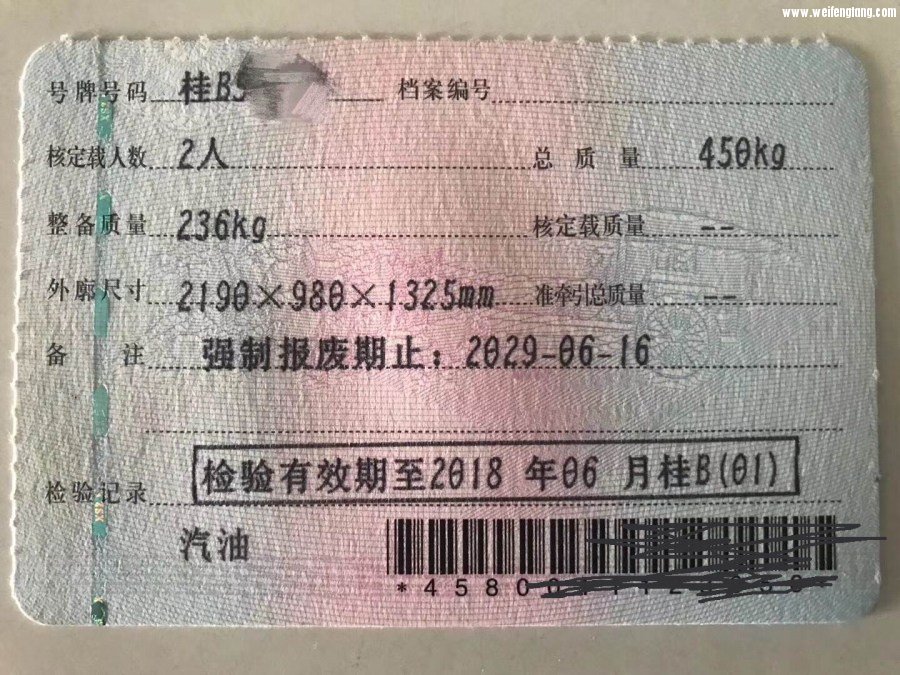 www.weifengtang.com
号牌号码 桂BS 档案编号
核定载人数 2人 总质量 450kg
整备质量 236kg 核定载质量 --
外廓尺寸 2190×980×1325mm 准牵引总质量 --
备注 强制报废期止：2029-06-16
检验记录 检验有效期至2018 年06 月桂B(01)
汽油
*45800